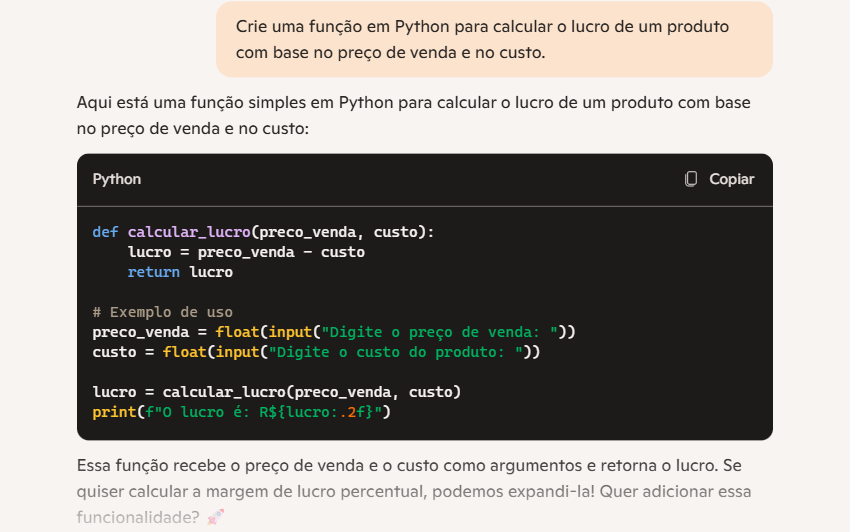 Crie uma função em Python para calcular o lucro de um produto
com base no preço de venda e no custo.
Aqui está uma função simples em Python para calcular o lucro de um produto com base
no preço de venda e no custo:
Python
Copiar
def calcular_lucro(preco_venda, custo):
    lucro = preco_venda - custo
    return lucro

# Exemplo de uso
preco_venda = float(input("Digite o preço de venda: "))
custo = float(input("Digite o custo do produto: "))

lucro = calcular_lucro(preco_venda, custo)
print(f"O lucro é: R${lucro:.2f}")
Essa função recebe o preço de venda e o custo como argumentos e retorna o lucro. Se
quiser calcular a margem de lucro percentual, podemos expandi-la! Quer adicionar essa
funcionalidade? 🚀